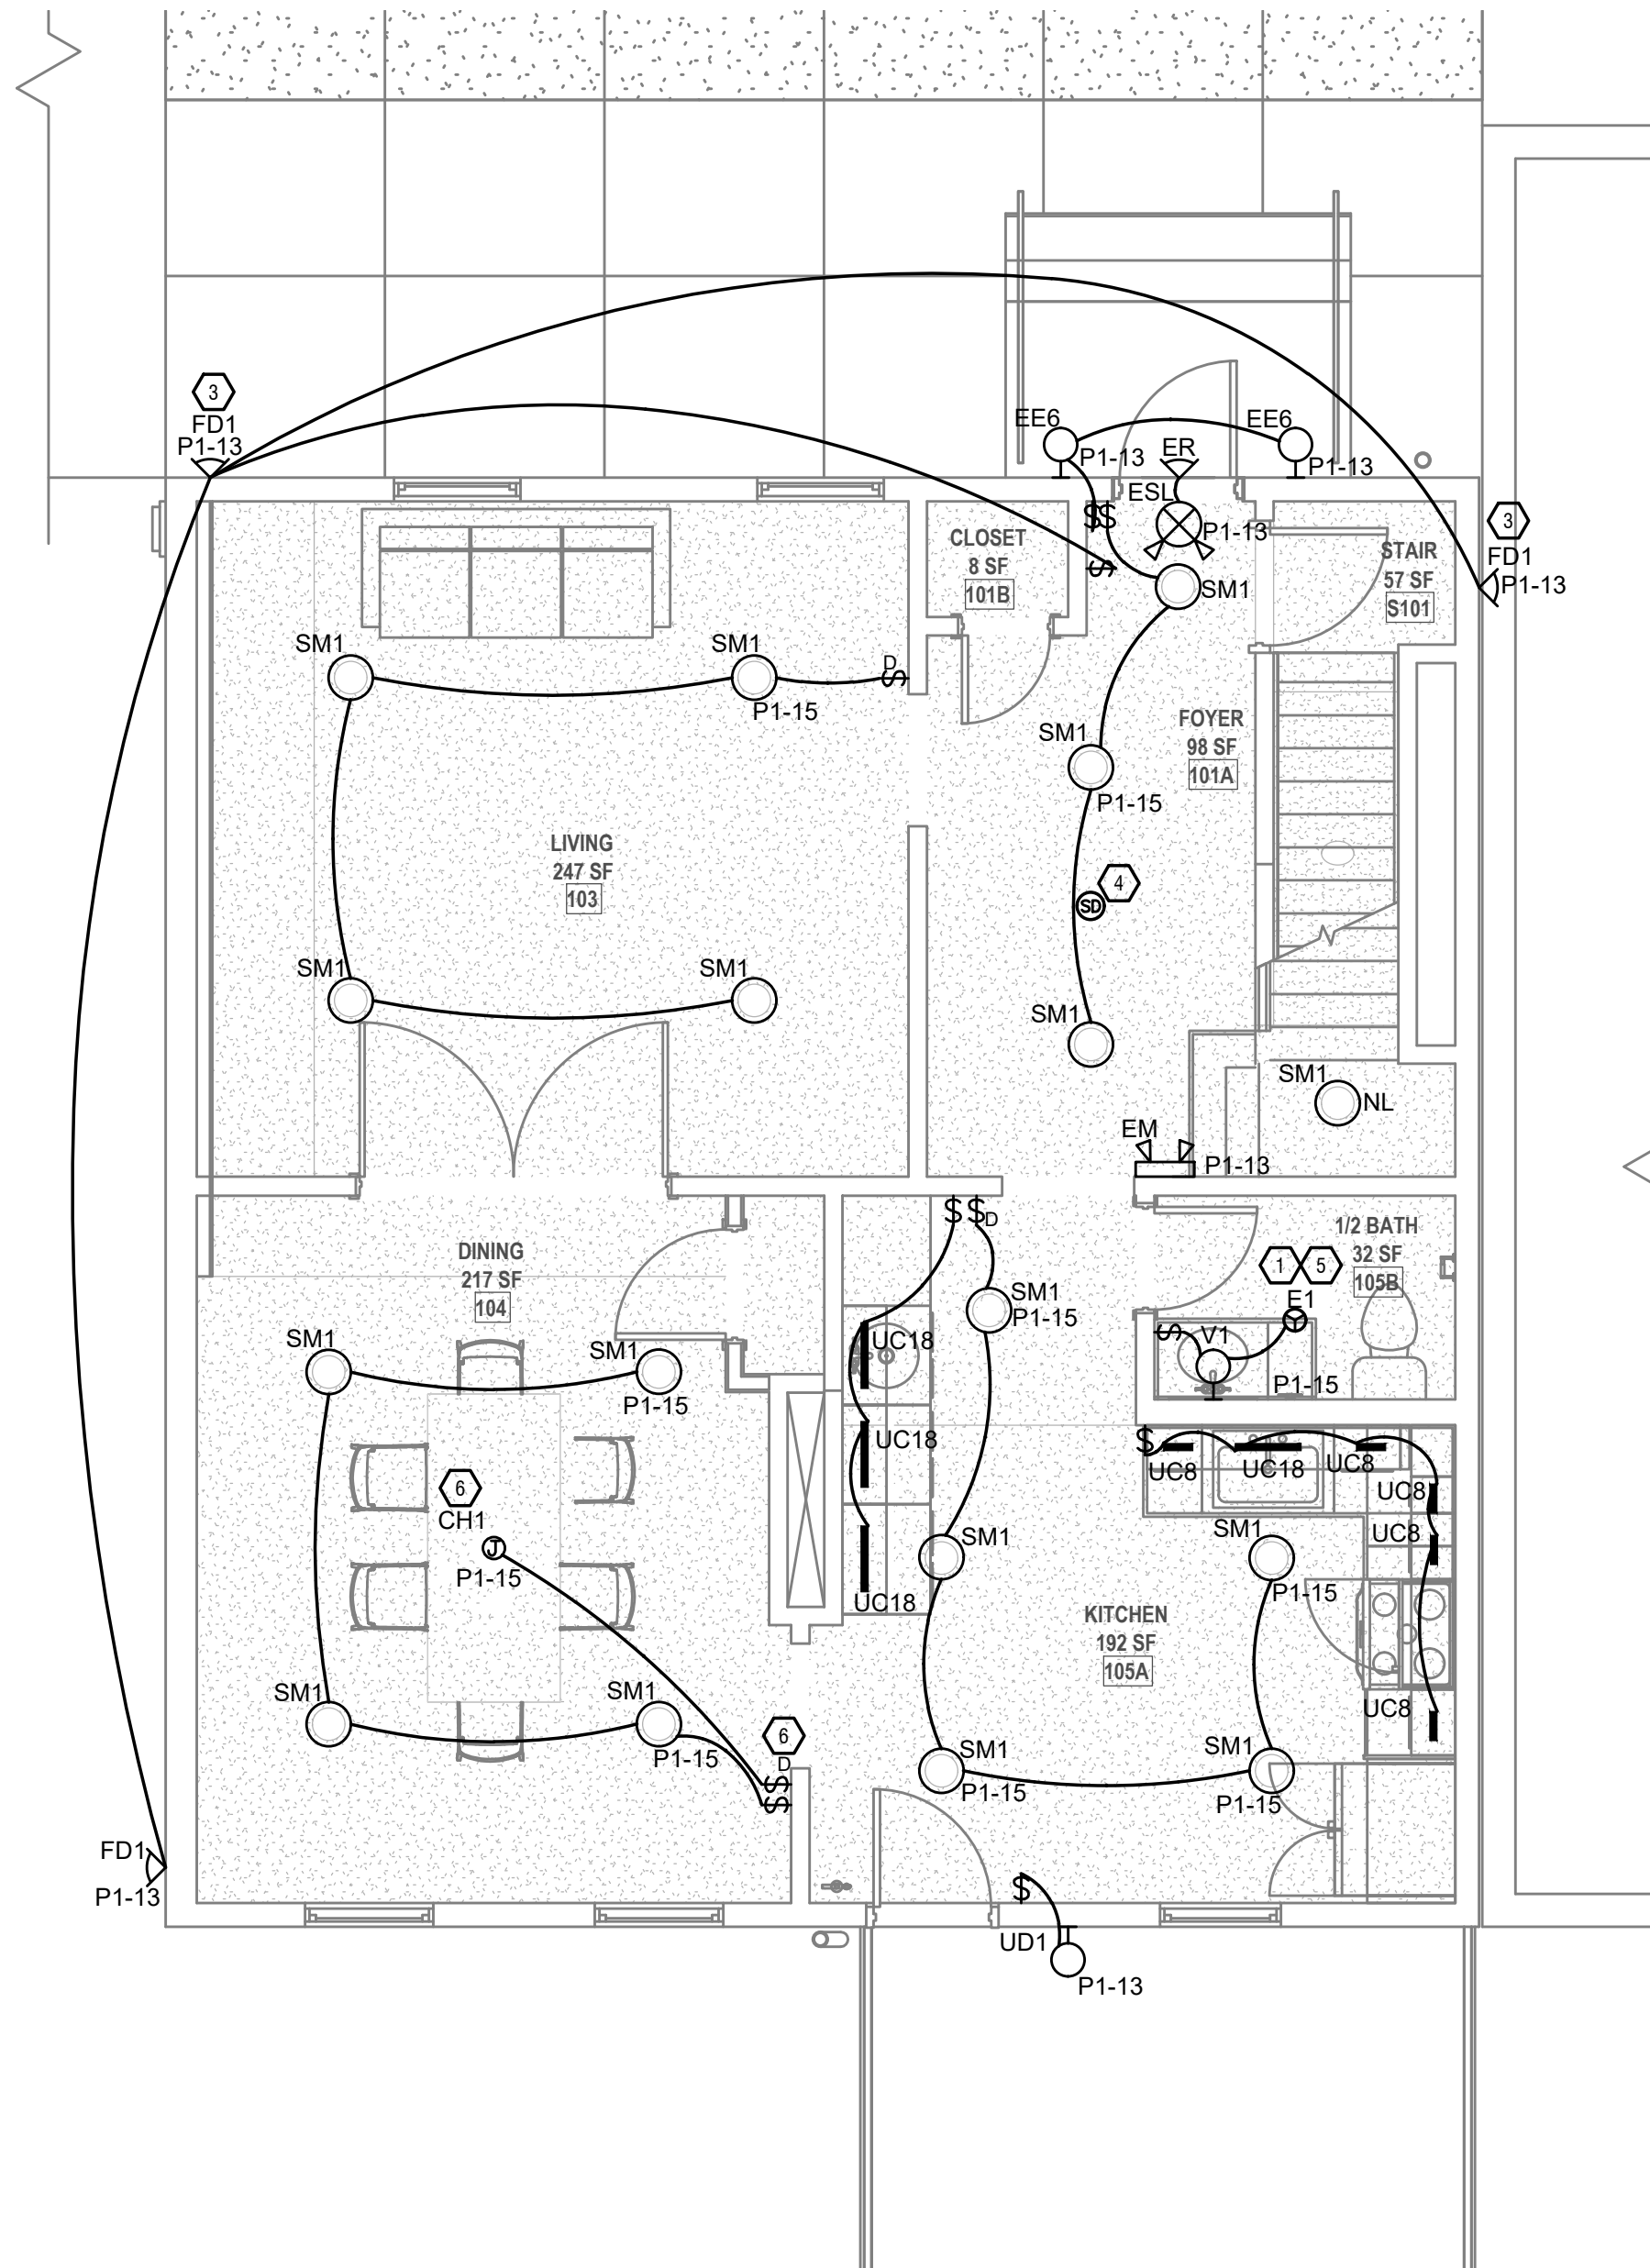 3
FD1
P1-13
EE6
P1-13
ER
EE6
P1-13
ESL
P1-13
$$
$
SM1
CLOSET
8 SF
101B
STAIR
57 SF
S101
3
FD1
P1-13
SM1
SM1
P1-15
D
$
SM1
P1-15
FOYER
98 SF
101A
LIVING
247 SF
103
4
SD
SM1
SM1
SM1
SM1
NL
EM
P1-13
$ $D
DINING
217 SF
104
1/2 BATH
32 SF
105B
1
5
E1
$
V1
P1-15
SM1
P1-15
UC18
UC18
UC18
SM1
SM1
P1-15
6
CH1
J
P1-15
$
UC8
UC18
UC8
UC8
UC8
UC8
SM1
SM1
P1-15
KITCHEN
192 SF
105A
SM1
SM1
P1-15
6
D
$
$
SM1
P1-15
SM1
P1-15
FD1
P1-13
$
UD1
P1-13